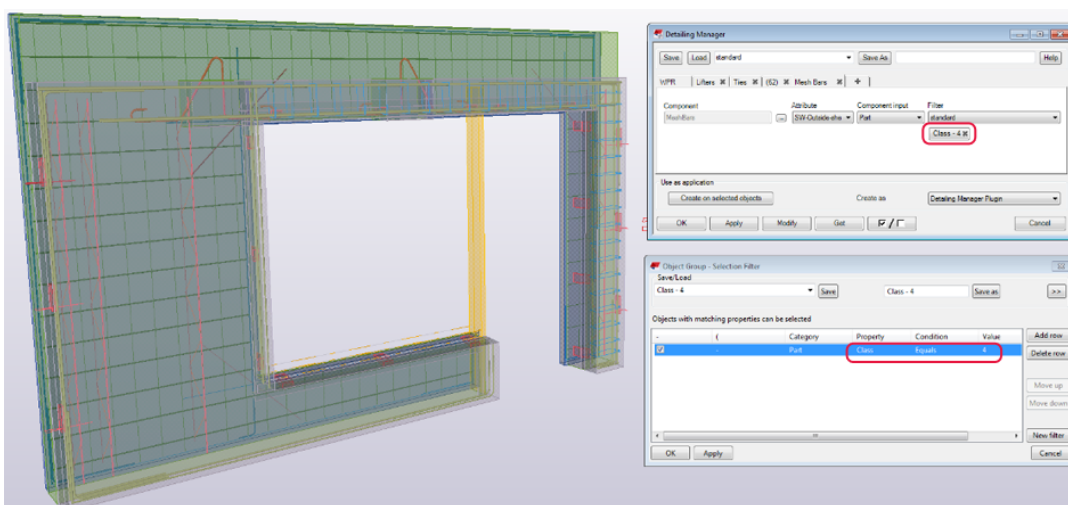 Detailing Manager
Save Load standard Save As Help
WPR Lifters Ties (62) Mesh Bars +
Component Attribute Component input Filter
MeshBars ... SW-Outside-she Part standard
Class - 4
Use as application
Create on selected objects Create as Detailing Manager Plugin
OK Apply Modify Get / Cancel
Object Group - Selection Filter
Save/Load
Class - 4 Save Class - 4 Save as >>
Objects with matching properties can be selected
- ( Category Property Condition Value Add row
- Part Class Equals 4 Delete row
Move up
Move down
New filter
OK Apply Cancel